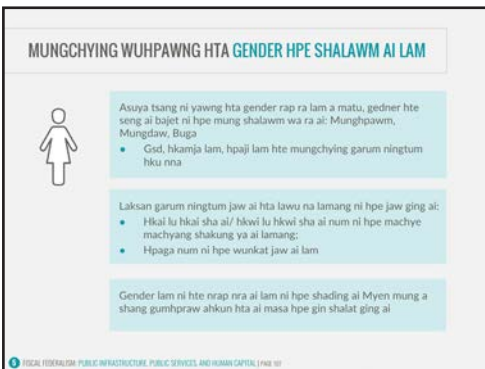 MUNGCHYING WUHPAWNG HTA GENDER HPE SHALAWM AI LAM
Asuya tsang ni yawng hta gender rap ra lam a matu, gedner hte
seng ai bajet ni hpe mung shalawm wa ra ai: Munghpawm,
Mungdaw, Buga
• Gsd, hkamja lam, hpaji lam hte mungchying garum ningtum
hku nna
Laksan garum ningtum jaw ai hta lawu na lamang ni hpe jaw ging ai:
• Hkai lu hkai sha ai/ hkwi lu hkwi sha ai num ni hpe machye
machyang shakung ya ai lamang;
• Hpaga num ni hpe wunkat jaw ai lam
Gender lam ni hte nrap nra ai lam ni hpe shading ai Myen mung a
shang gumhpraw ahkun hta ai masa hpe gin shalat ging ai
6 FISCAL FEDERALISM: PUBLIC INFRASTRUCTURE, PUBLIC SERVICES, AND HUMAN CAPITAL | PAGE